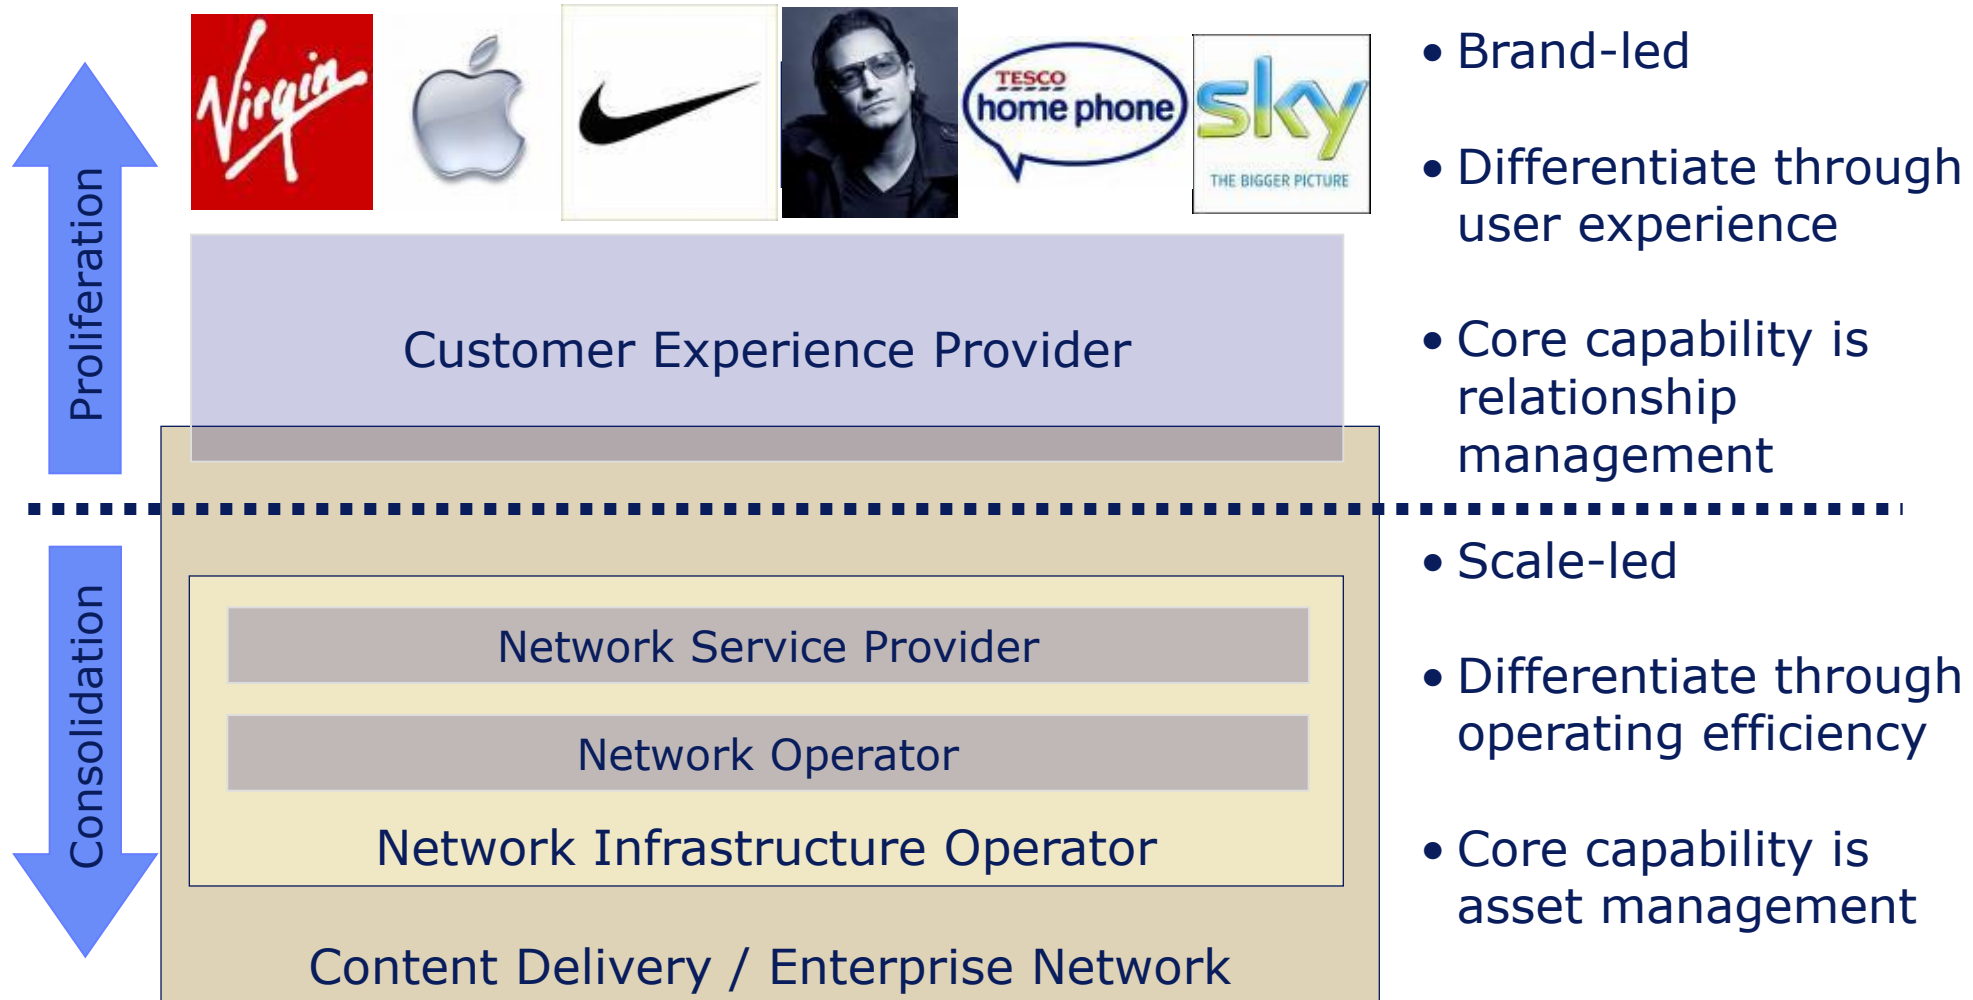 Virgin
TESCO
home phone
sky
THE BIGGER PICTURE
Proliferation
Customer Experience Provider
• Brand-led
• Differentiate through
user experience
• Core capability is
relationship
management
Consolidation
Network Service Provider
Network Operator
Network Infrastructure Operator
Content Delivery / Enterprise Network
• Scale-led
• Differentiate through
operating efficiency
• Core capability is
asset management